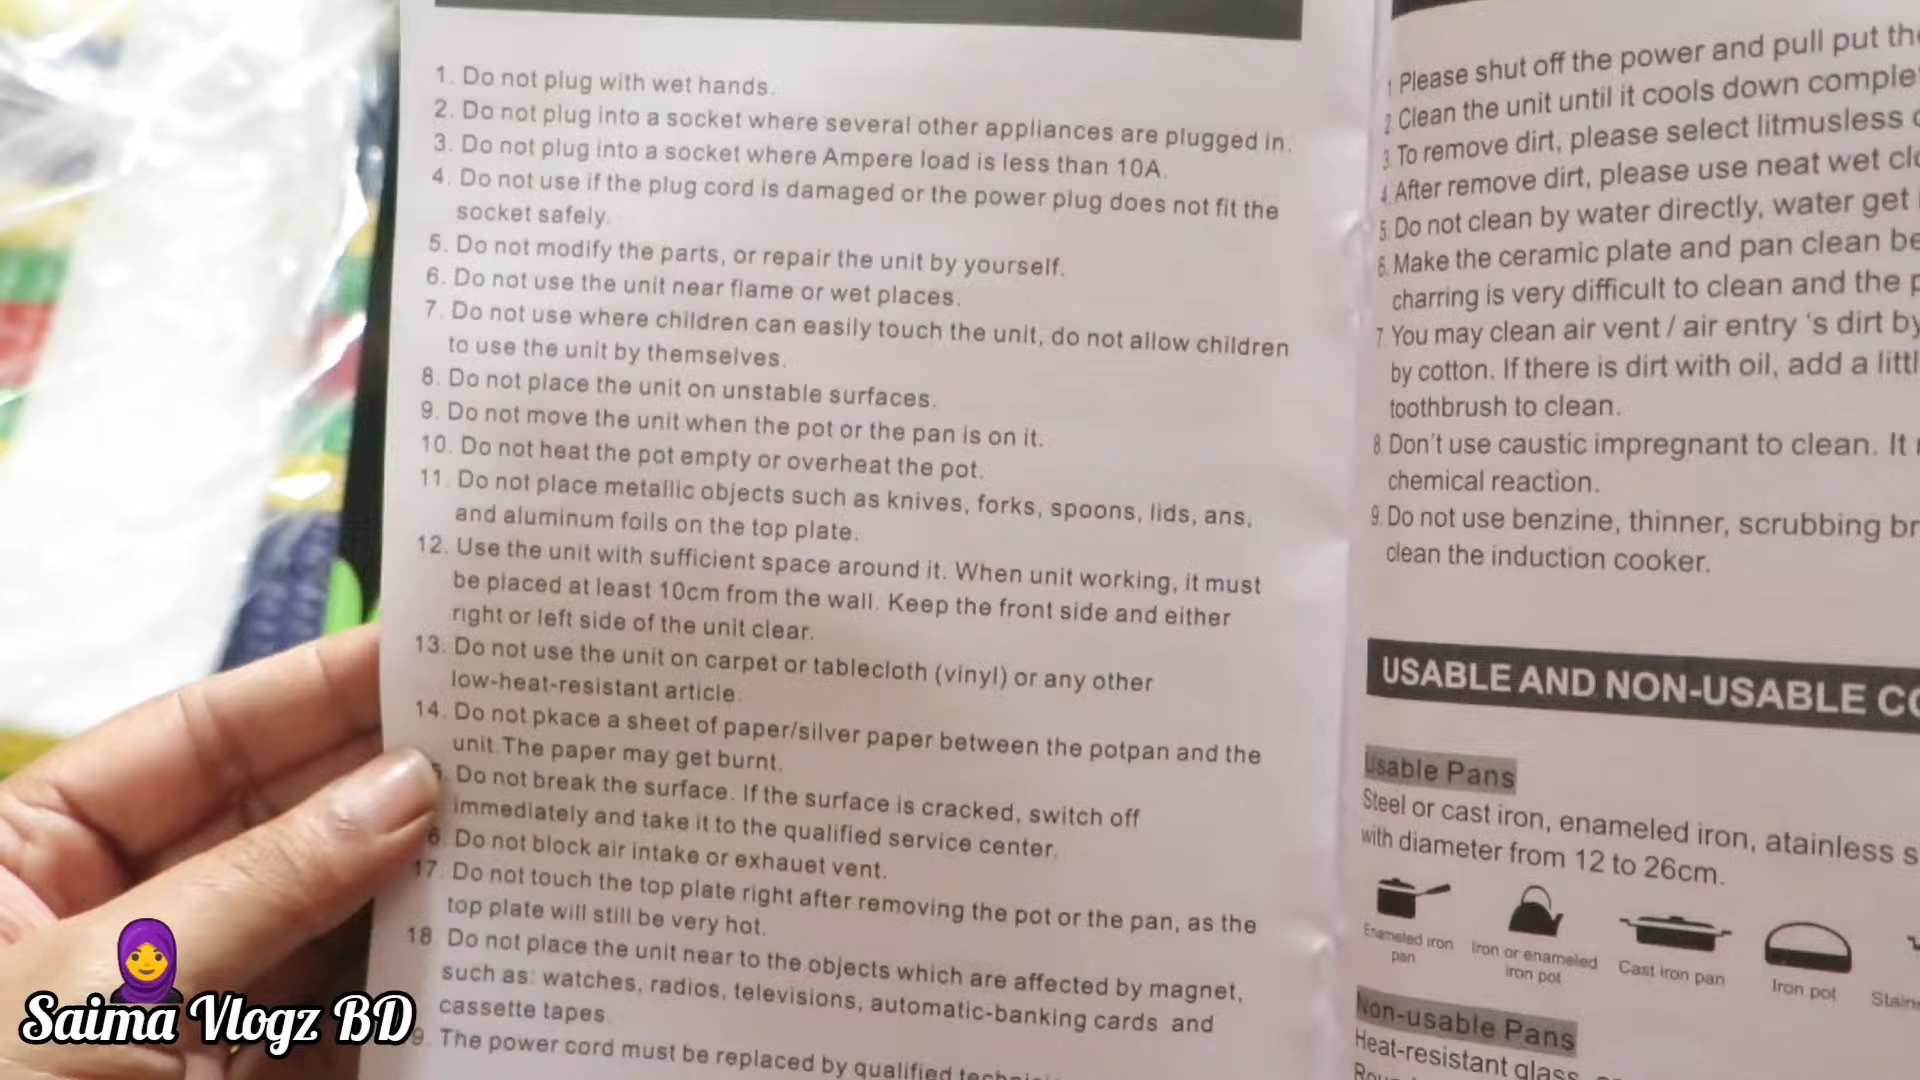 1. Do not plug with wet hands.
2. Do not plug into a socket where several other appliances are plugged in.
3. Do not plug into a socket where Ampere load is less than 10A.
4. Do not use if the plug cord is damaged or the power plug does not fit the
socket safely.
5. Do not modify the parts, or repair the unit by yourself.
6. Do not use the unit near flame or wet places.
7. Do not use where children can easily touch the unit, do not allow children
to use the unit by themselves.
8. Do not place the unit on unstable surfaces.
9. Do not move the unit when the pot or the pan is on it.
10. Do not heat the pot empty or overheat the pot.
11. Do not place metallic objects such as knives, forks, spoons, lids, ans,
and aluminum foils on the top plate.
12. Use the unit with sufficient space around it. When unit working, it must
be placed at least 10cm from the wall. Keep the front side and either
right or left side of the unit clear.
13. Do not use the unit on carpet or tablecloth (vinyl) or any other
low-heat-resistant article.
14. Do not pkace a sheet of paper/silver paper between the potpan and the
unit.The paper may get burnt.
5. Do not break the surface. If the surface is cracked, switch off
immediately and take it to the qualified service center.
6. Do not block air intake or exhauet vent.
17. Do not touch the top plate right after removing the pot or the pan, as the
top plate will still be very hot.
18. Do not place the unit near to the objects which are affected by magnet,
such as: watches, radios, televisions, automatic-banking cards and
cassette tapes.
9. The power cord must be replaced by qualified
1. Please shut off the power and pull put
2. Clean the unit until it cools down
3. To remove dirt, please select litmusless
4. After remove dirt, please use neat wet
5. Do not clean by water directly, water get
6. Make the ceramic plate and pan clean
charring is very difficult to clean and the
7. You may clean air vent / air entry 's dirt by
by cotton. If there is dirt with oil, add a
toothbrush to clean.
8. Don't use caustic impregnant to clean. It
chemical reaction.
9. Do not use benzine, thinner, scrubbing
clean the induction cooker.
USABLE AND NON-USABLE
Usable Pans
Steel or cast iron, enameled iron, atainless
with diameter from 12 to 26cm.
Enameled iron
pan
Iron or enameled
iron pot
Cast iron pan
Iron pot
Non-usable Pans
Heat-resistant glass,
Saima Vlogz BD